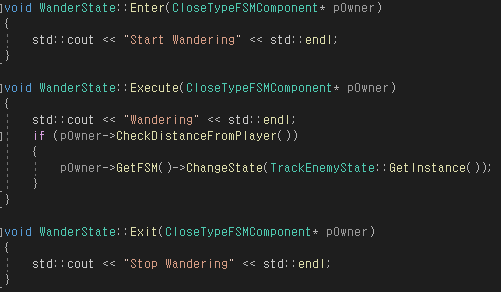 void WanderState::Enter(CloseTypeFSMComponent* pOwner)
{
    std::cout << "Start Wandering" << std::endl;
}
void WanderState::Execute(CloseTypeFSMComponent* pOwner)
{
    std::cout << "Wandering" << std::endl;
    if (pOwner->CheckDistanceFromPlayer())
    {
        pOwner->GetFSM()->ChangeState(TrackEnemyState::GetInstance());
    }
}
void WanderState::Exit(CloseTypeFSMComponent* pOwner)
{
    std::cout << "Stop Wandering" << std::endl;
}